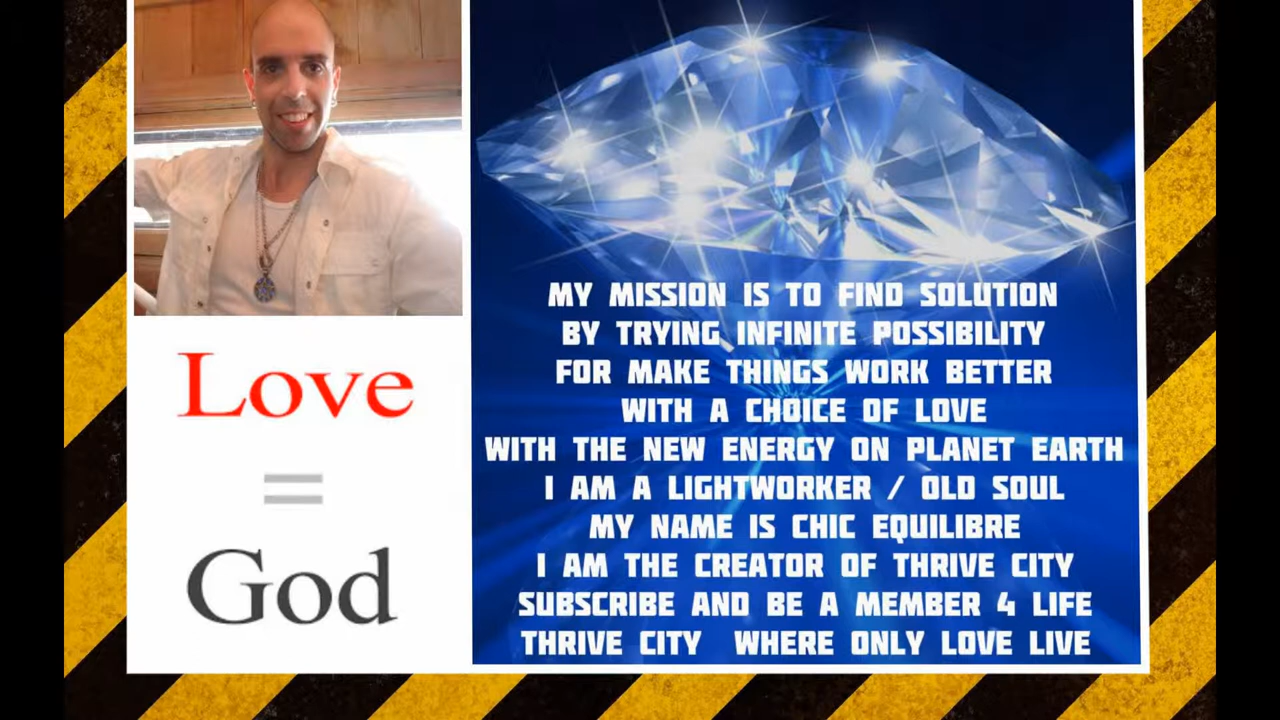 Love
=
God
MY MISSION IS TO FIND SOLUTION
BY TRYING INFINITE POSSIBILITY
FOR MAKE THINGS WORK BETTER
WITH A CHOICE OF LOVE
WITH THE NEW ENERGY ON PLANET EARTH
I AM A LIGHTWORKER / OLD SOUL
MY NAME IS CHIC EQUILIBRE
I AM THE CREATOR OF THRIVE CITY
SUBSCRIBE AND BE A MEMBER 4 LIFE
THRIVE CITY WHERE ONLY LOVE LIVE